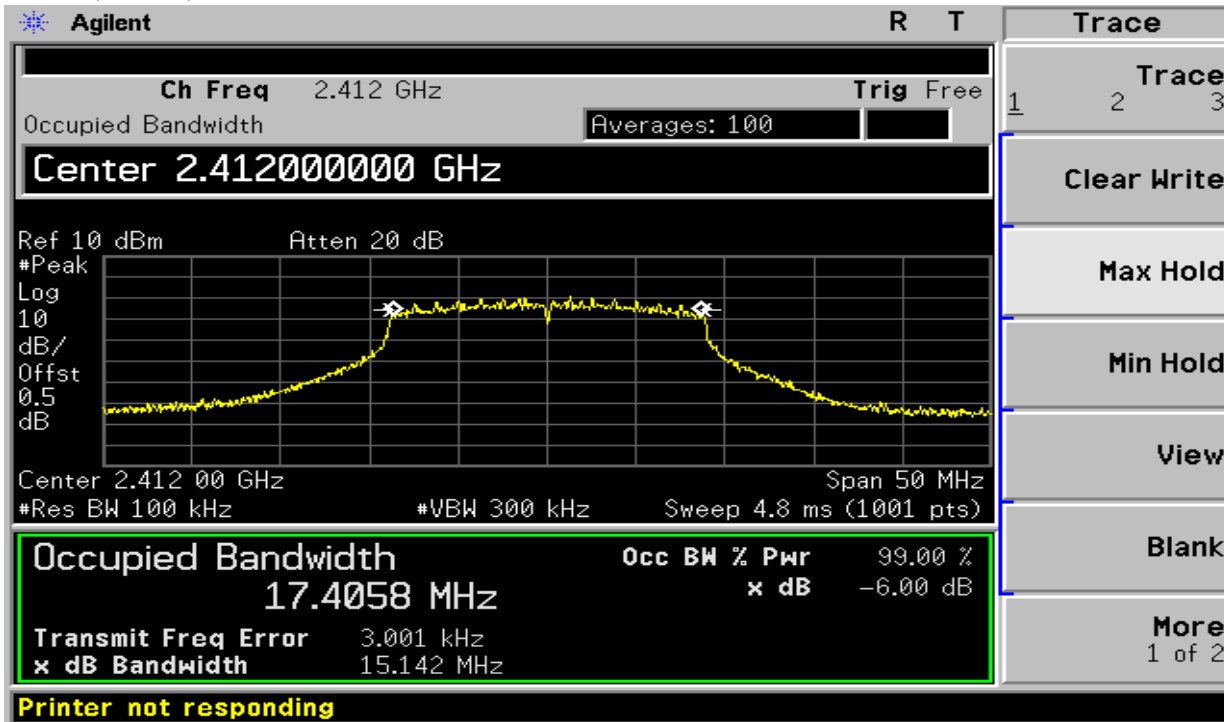 Agilent R T
Ch Freq 2.412 GHz Trig Free
Occupied Bandwidth Averages: 100
Center 2.412000000 GHz
Ref 10 dBm Atten 20 dB
#Peak
Log
10
dB/
Offst
0.5
dB
Center 2.412 00 GHz Span 50 MHz
#Res BW 100 kHz #VBW 300 kHz Sweep 4.8 ms (1001 pts)
Occupied Bandwidth Occ BW % Pwr 99.00 %
17.4058 MHz x dB -6.00 dB
Transmit Freq Error 3.001 kHz
x dB Bandwidth 15.142 MHz
Printer not responding
Trace
Trace
1 2 3
Clear Write
Max Hold
Min Hold
View
Blank
More
1 of 2